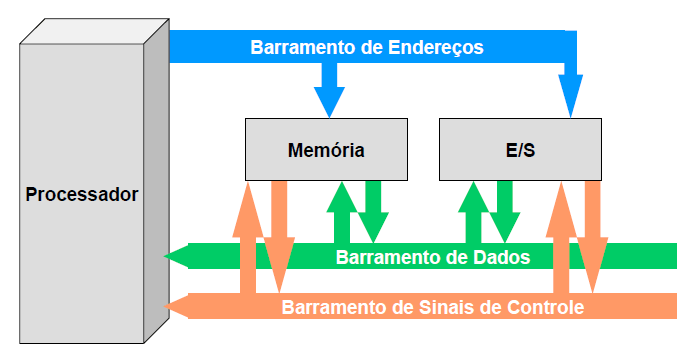 Barramento de Endereços
Memória
E/S
Processador
Barramento de Dados
Barramento de Sinais de Controle